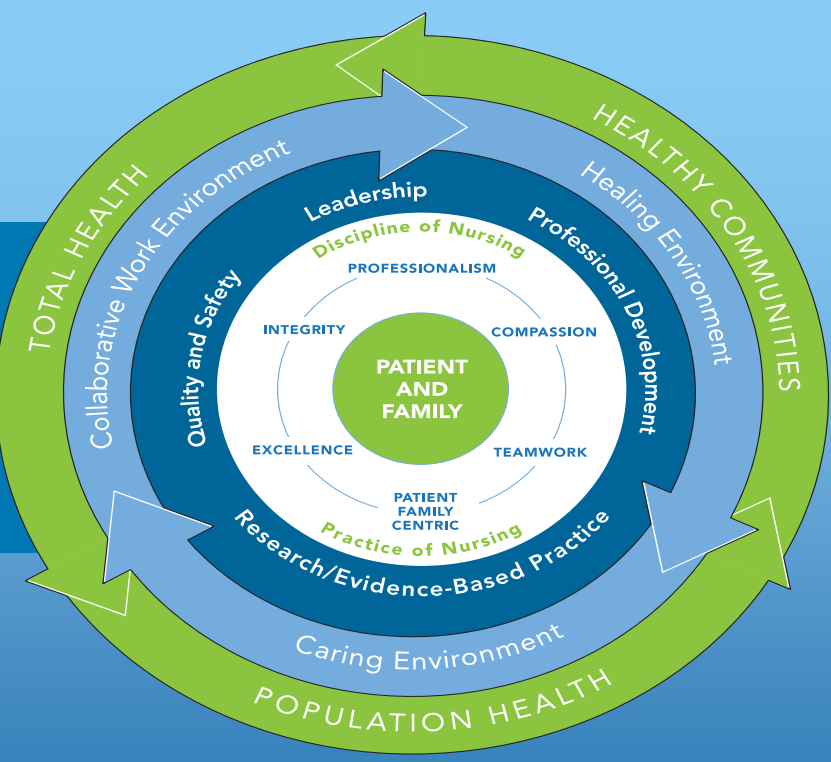 TOTAL HEALTH
HEALTHY COMMUNITIES
POPULATION HEALTH
Collaborative Work Environment
Healing Environment
Caring Environment
Leadership
Quality and Safety
Professional Development
Research/Evidence-Based Practice
Discipline of Nursing
PROFESSIONALISM
INTEGRITY
COMPASSION
PATIENT
AND
FAMILY
EXCELLENCE
TEAMWORK
PATIENT
FAMILY
CENTRIC
Practice of Nursing